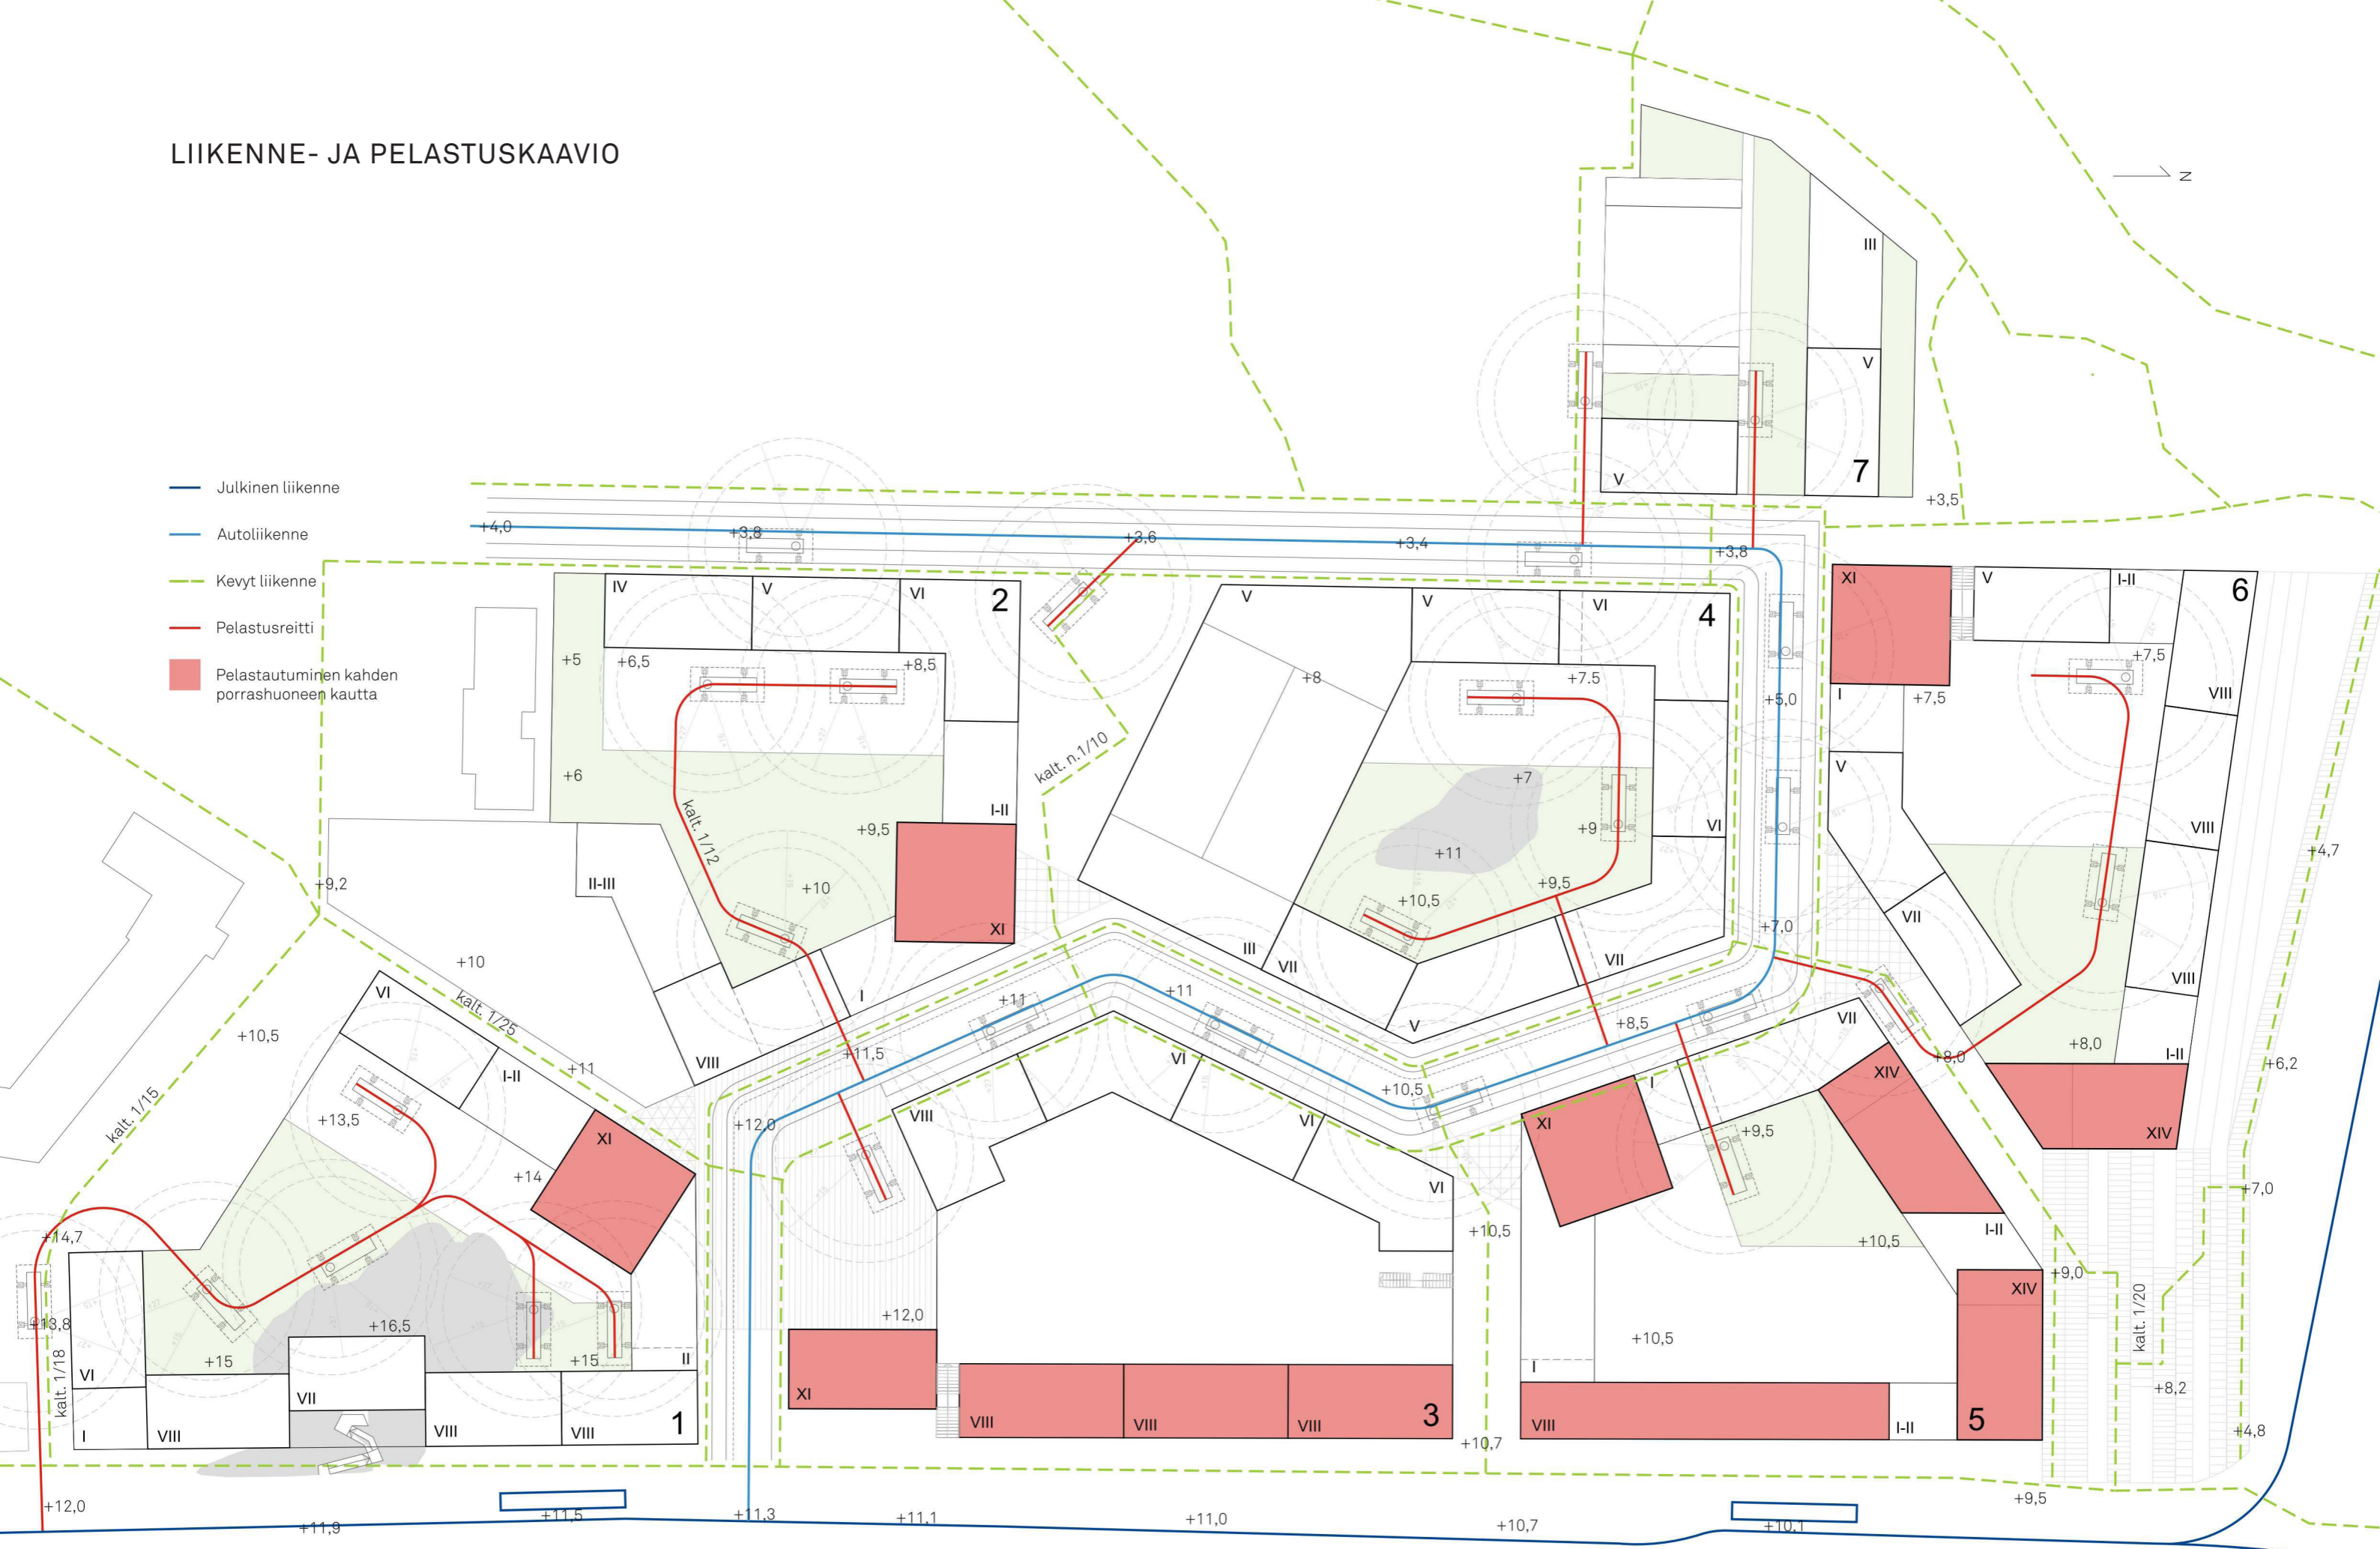 LIIKENNE- JA PELASTUSKAAVIO
N
III
V
7
V
+3,5
Julkinen liikenne
Autoliikenne
Kevyt liikenne
Pelastusreitti
Pelastautuminen kahden
porrashuoneen kautta
+4,0
+3,8
+3,6
+3,4
+3,8
IV
V
VI
2
+5
+6,5
+8,5
+6
kalt. 1/12
+9,5
I-II
+10
XI
II-III
I
VIII
+9,2
+10
kalt. 1/25
+11
+10,5
kalt. 1/15
kalt. n.1/10
V
V
VI
4
+8
+7.5
+7
+9
VI
+11
+9,5
+10,5
III
VII
VII
V
+5,0
+7,0
XI
V
I-II
6
+7,5
VIII
I
+7,5
V
VIII
VII
VIII
+8,0
I-II
+8,0
XIV
+4,7
+6,2
+7,0
VI
I-II
+13,5
XI
+14
+14,7
+13,8
+16,5
+15
+15
II
VI
VII
kalt. 1/18
I
VIII
VIII
VIII
1
+11,5
+11
+11
+12,0
VIII
VI
VI
VI
+10,5
+8,5
+12,0
XI
VIII
VIII
VIII
3
+10,5
+10,7
VII
XIV
I
XI
+9,5
+10,5
I-II
XIV
+10,5
I
VIII
I-II
5
+9,0
kalt. 1/20
+8,2
+4,8
+9,5
+12,0
+11,9
+11,5
+11,3
+11,1
+11,0
+10,7
+10,1